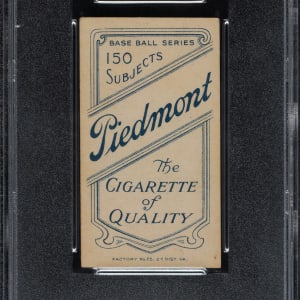 BASE BALL SERIES
150
SUBJECTS
Piedmont
The
CIGARETTE
of
QUALITY
FACTORY No. 25 2nd DIST. VA.